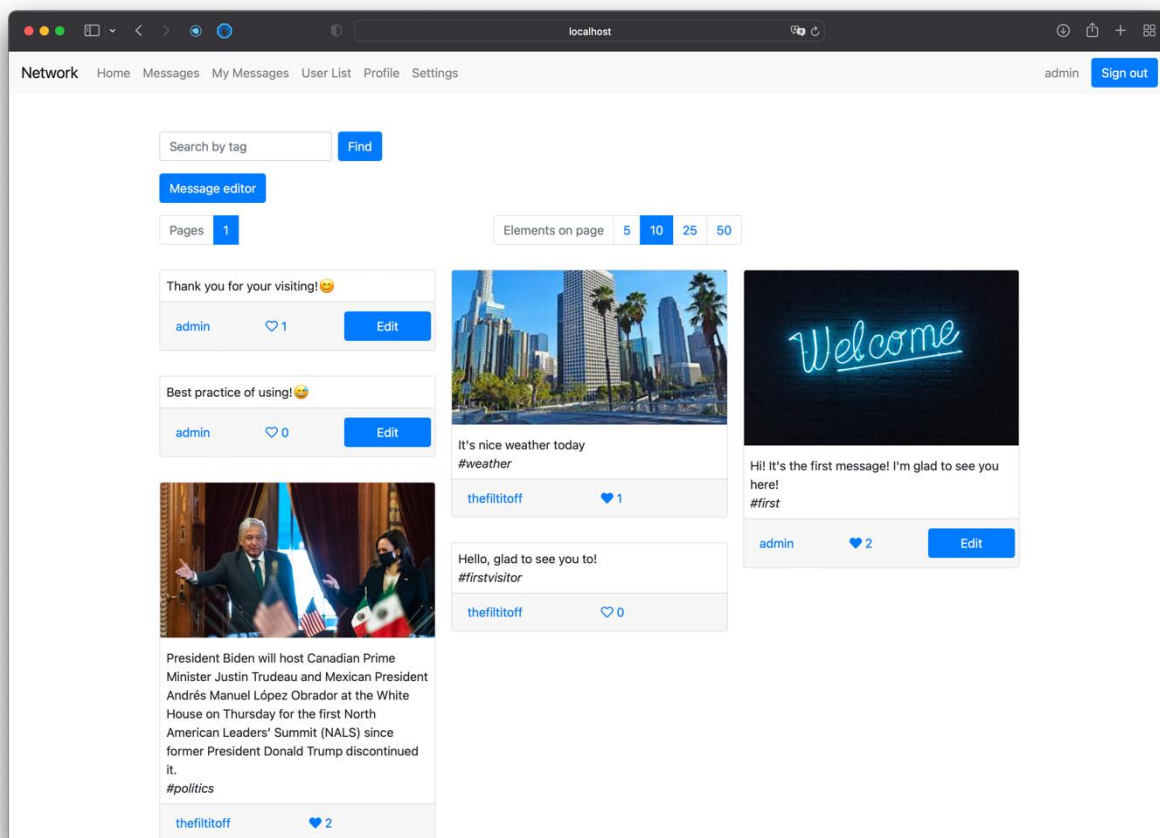 localhost
Network Home Messages My Messages User List Profile Settings admin Sign out
Search by tag Find
Message editor
Pages 1 Elements on page 5 10 25 50
Thank you for your visiting!😊
admin 1 Edit
Best practice of using!😅
admin 0 Edit
President Biden will host Canadian Prime
Minister Justin Trudeau and Mexican President
Andrés Manuel López Obrador at the White
House on Thursday for the first North
American Leaders’ Summit (NALS) since
former President Donald Trump discontinued
it.
#politics
thefiltitoff 2
It's nice weather today
#weather
thefiltitoff 1
Hello, glad to see you to!
#firstvisitor
thefiltitoff 0
Welcome
Hi! It's the first message! I'm glad to see you
here!
#first
admin 2 Edit